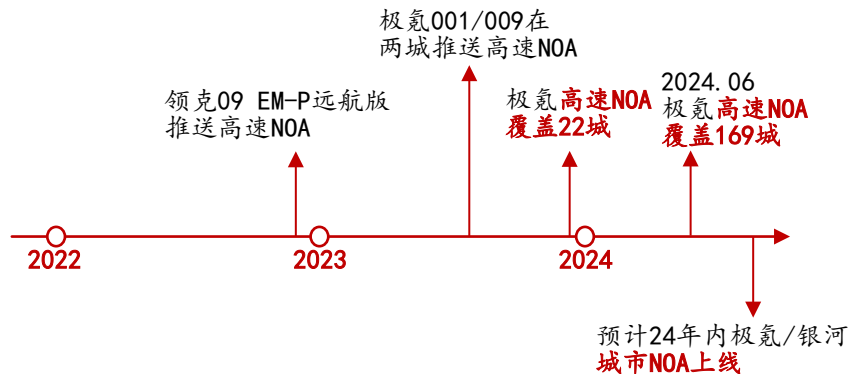 极氪001/009在
两城推送高速NOA
领克09 EM-P远航版
推送高速NOA
极氪高速NOA
覆盖22城
2024.06
极氪高速NOA
覆盖169城
2022
2023
2024
预计24年内极氪/银河
城市NOA上线